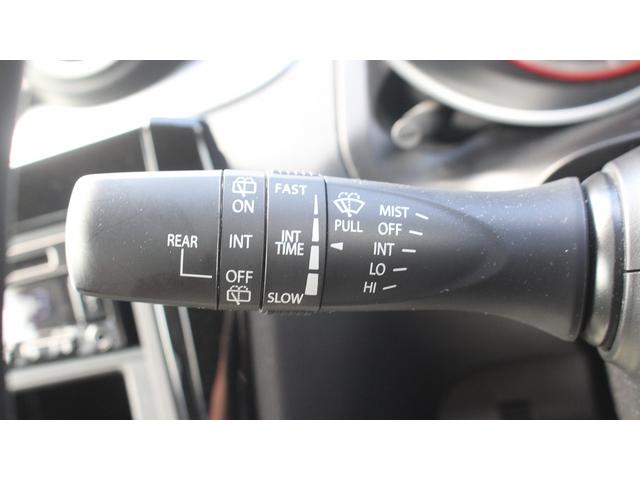 REAR
ON
INT
OFF
FAST
INT
TIME
SLOW
PULL
MIST
OFF
INT
LO
HI